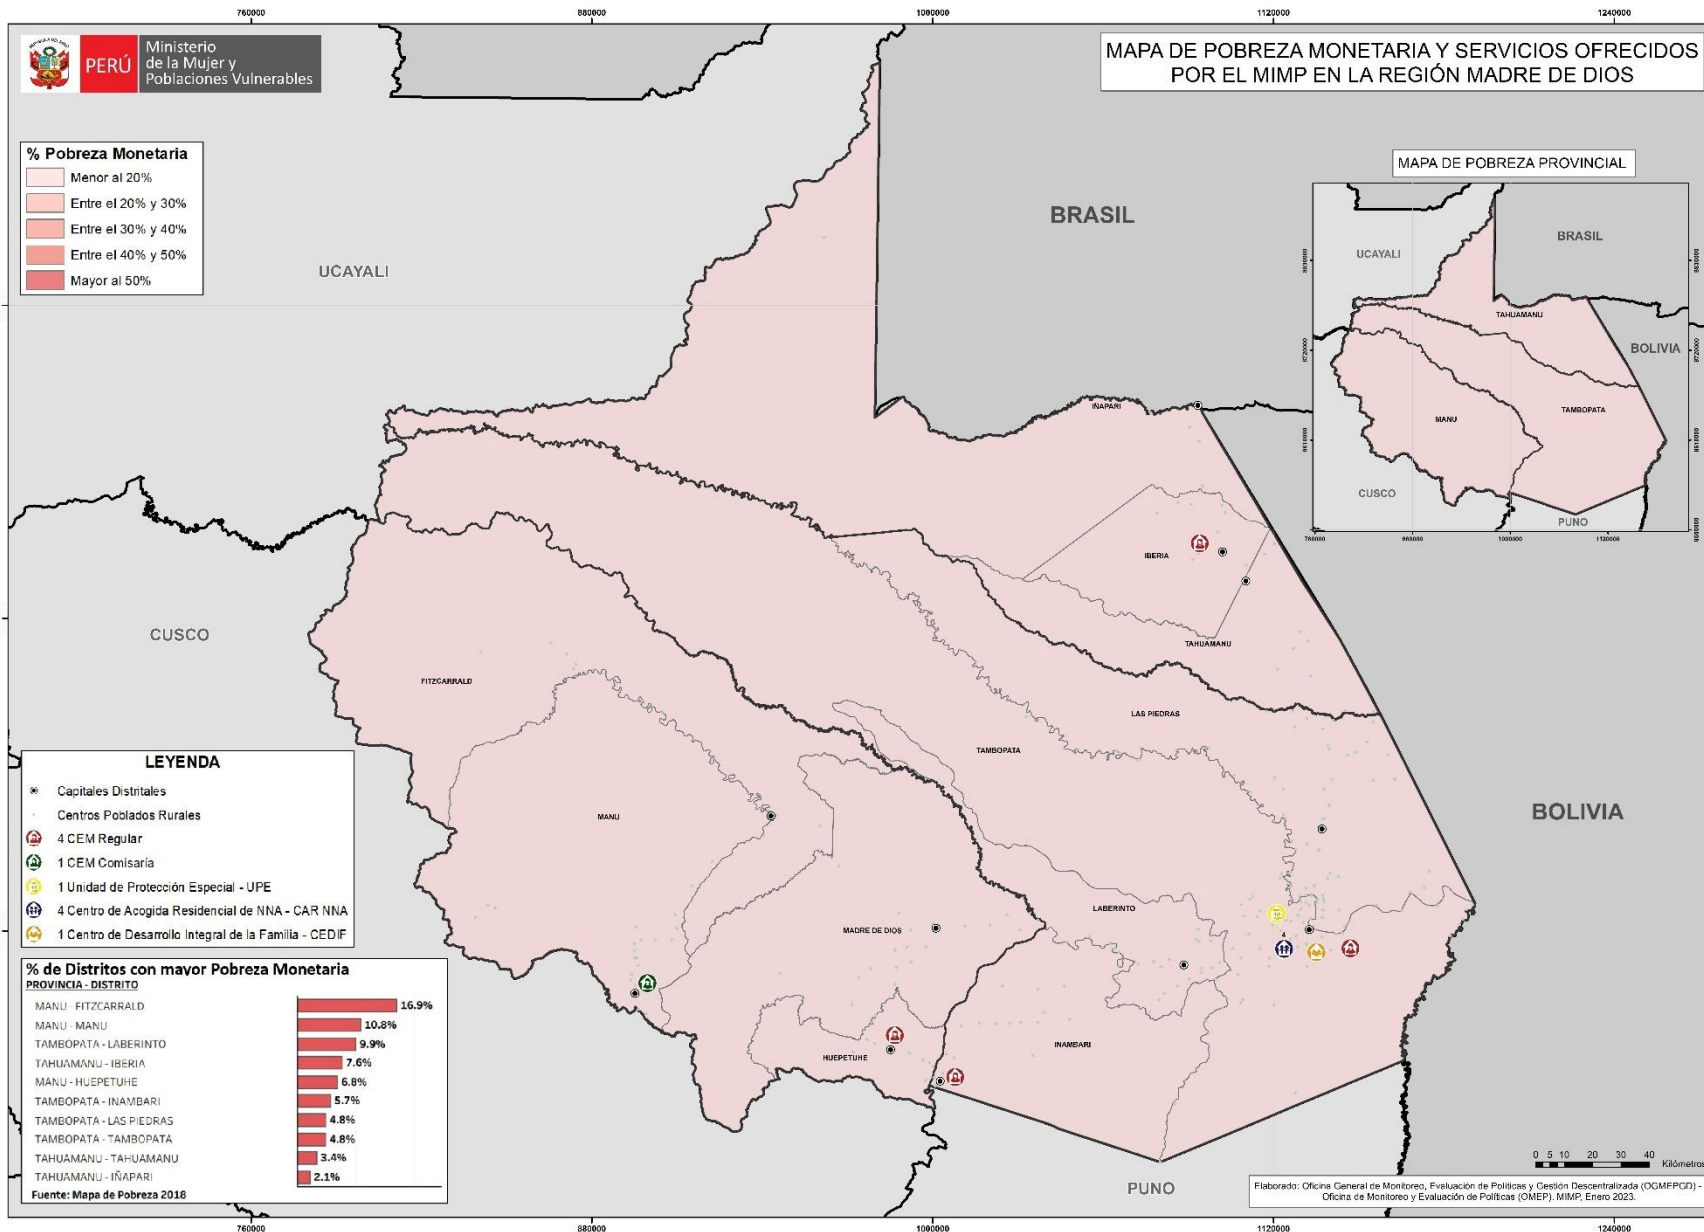 760000
880000
1000000
1120000
1240000
PERÚ
Ministerio
de la Mujer y
Poblaciones Vulnerables
MAPA DE POBREZA MONETARIA Y SERVICIOS OFRECIDOS
POR EL MIMP EN LA REGIÓN MADRE DE DIOS
% Pobreza Monetaria
Menor al 20%
Entre el 20% y 30%
Entre el 30% y 40%
Entre el 40% y 50%
Mayor al 50%
MAPA DE POBREZA PROVINCIAL
BRASIL
UCAYALI
TAHUAMANU
BOLIVIA
MANU
TAMBOPATA
CUSCO
PUNO
760000
880000
1000000
1120000
BRASIL
UCAYALI
IÑAPARI
IBERIA
CUSCO
TAHUAMANU
FITZCARRALD
LAS PIEDRAS
TAMBOPATA
MANU
BOLIVIA
LABERINTO
MADRE DE DIOS
4
INAMBARI
HUEPETUHE
PUNO
LEYENDA
Capitales Distritales
Centros Poblados Rurales
4 CEM Regular
1 CEM Comisaría
1 Unidad de Protección Especial - UPE
4 Centro de Acogida Residencial de NNA - CAR NNA
1 Centro de Desarrollo Integral de la Familia - CEDIF
% de Distritos con mayor Pobreza Monetaria
PROVINCIA - DISTRITO
MANU - FITZCARRALD 16.9%
MANU - MANU 10.8%
TAMBOPATA - LABERINTO 9.9%
TAHUAMANU - IBERIA 7.6%
MANU - HUEPETUHE 6.8%
TAMBOPATA - INAMBARI 5.7%
TAMBOPATA - LAS PIEDRAS 4.8%
TAMBOPATA - TAMBOPATA 4.8%
TAHUAMANU - TAHUAMANU 3.4%
TAHUAMANU - IÑAPARI 2.1%
Fuente: Mapa de Pobreza 2018
0 5 10 20 30 40
Kilómetros
Elaborado: Oficina General de Monitoreo, Evaluación de Políticas y Gestión Descentralizada (OGMEPGD) -
Oficina de Monitoreo y Evaluación de Políticas (OMEP). MIMP, Enero 2023.
760000
880000
1000000
1120000
1240000